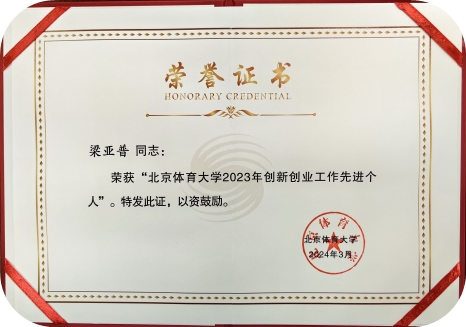 荣誉证书
HONORARY CREDENTIAL
梁亚普 同志：
荣获“北京体育大学2023年创新创业工作先进个
人”。特发此证，以资鼓励。
北京体育大学
2024年3月